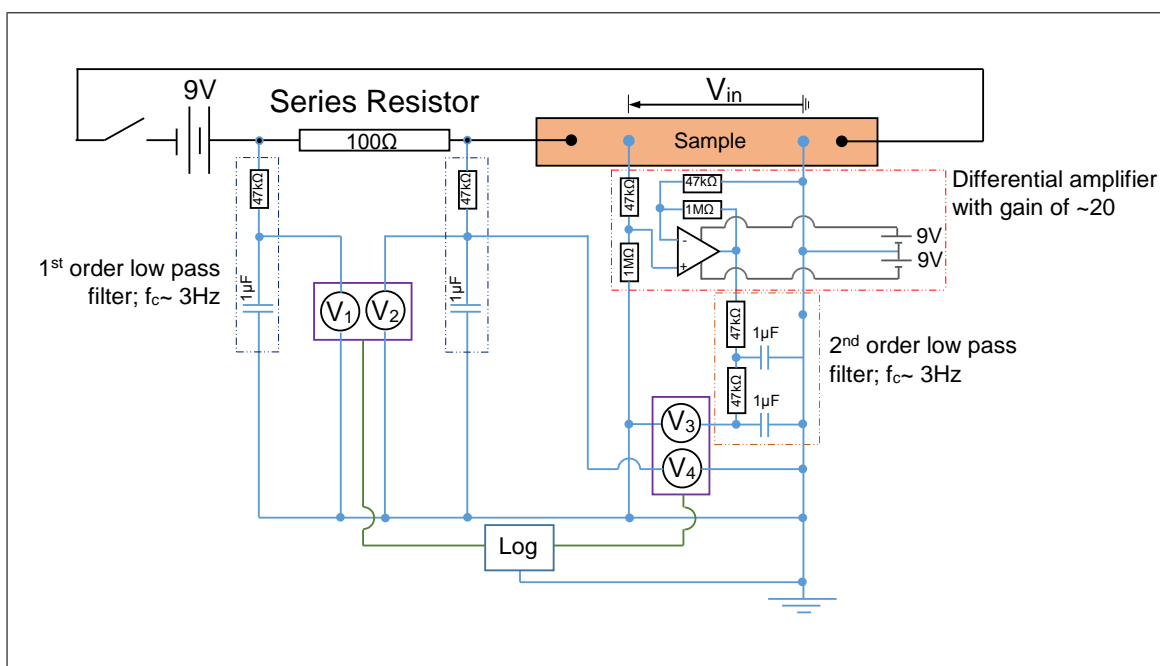 9V
Series Resistor
100Ω
Vin
Sample
47kΩ
47kΩ
47kΩ
47kΩ
1MΩ
1MΩ
-
+
9V
9V
Differential amplifier
with gain of ~20
1st order low pass
filter; fc~ 3Hz
1µF
1µF
V1
V2
47kΩ
1µF
47kΩ
1µF
2nd order low pass
filter; fc~ 3Hz
V3
V4
Log